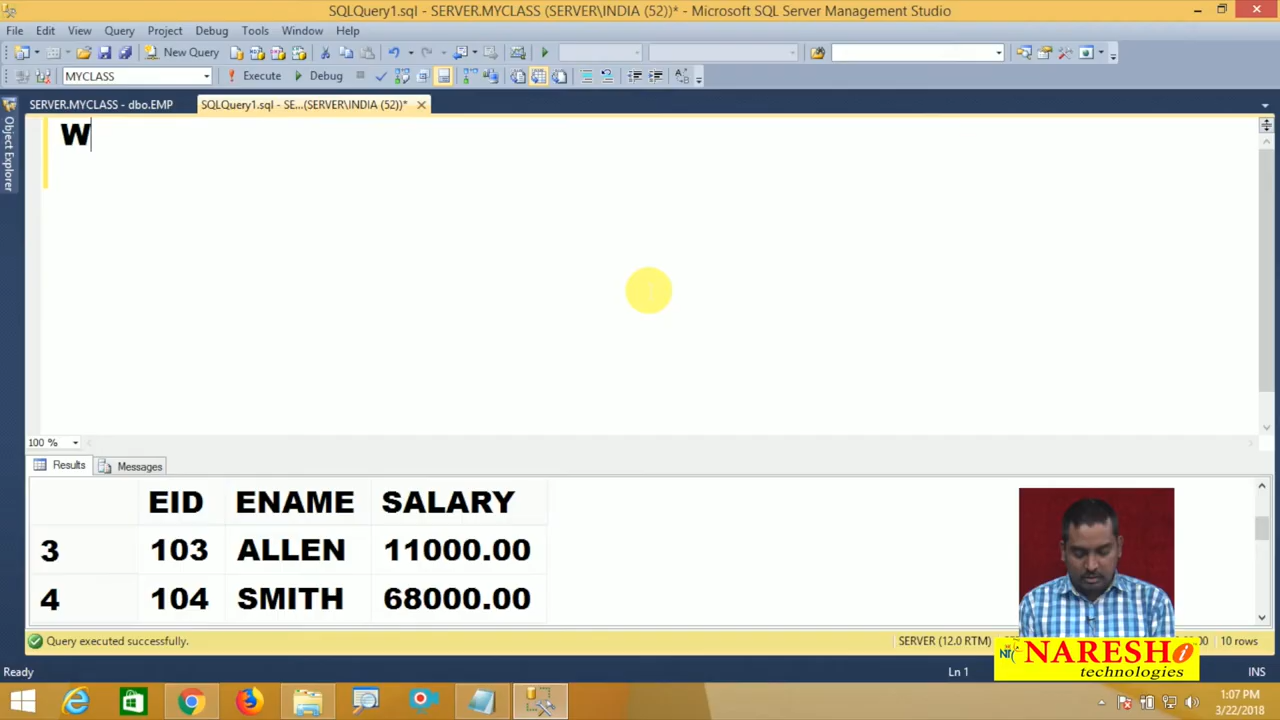 SQLQuery1.sql - SERVER.MYCLASS (SERVER\INDIA (52))* - Microsoft SQL Server Management Studio
File Edit View Query Project Debug Tools Window Help
New Query
MYCLASS Execute Debug
SERVER.MYCLASS - dbo.EMP SQLQuery1.sql - SE...(SERVER\INDIA (52))*
Object Explorer
W
100 %
Results Messages
EID ENAME SALARY
3 103 ALLEN 11000.00
4 104 SMITH 68000.00
Query executed successfully. SERVER (12.0 RTM) 10 rows
NARESH i
technologies
Ready Ln 1 INS
1:07 PM
3/22/2018